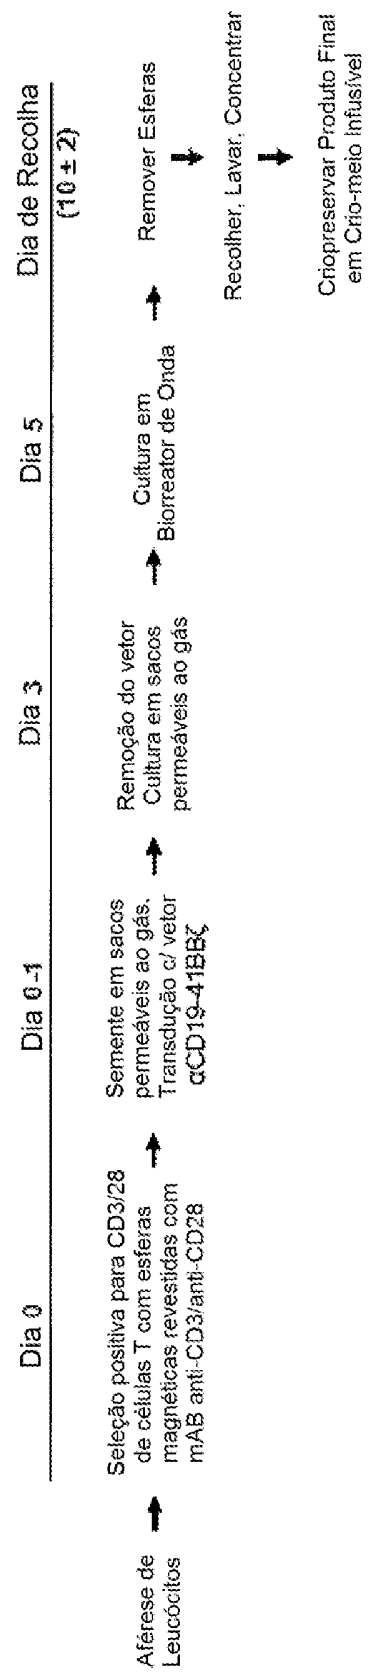 Dia 0
Dia 0-1
Dia 3
Dia 5
Dia de Recolha
(10 ± 2)
Aférese de
Leucócitos
Seleção positiva para CD3/28
de células T com esferas
magnéticas revestidas com
mAB anti-CD3/anti-CD28
Semente em sacos
permeáveis ao gás.
Transdução c/ vetor
αCD19-41BBζ
Remoção do vetor
Cultura em sacos
permeáveis ao gás
Cultura em
Biorreator de Onda
Remover Esferas
Recolher, Lavar, Concentrar
Criopreservar Produto Final
em Crio-meio Infusível